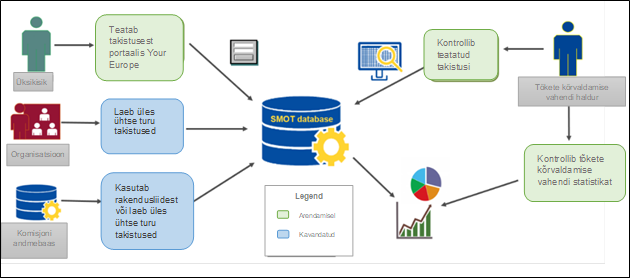 Üksikisik
Teatab
takistusest
portaalis Your
Europe
Kontrollib
teatatud
takistusi
Tõkete kõrvaldamise
vahendi haldur
Organisatsioon
Laeb üles
ühtse turu
takistused
SMOT database
Kontrollib tõkete
kõrvaldamise
vahendi statistikat
Komisjoni
andmebaas
Kasutab
rakendusliidest
või laeb üles
ühtse turu
takistused
Legend
Arendamisel
Kavandatud